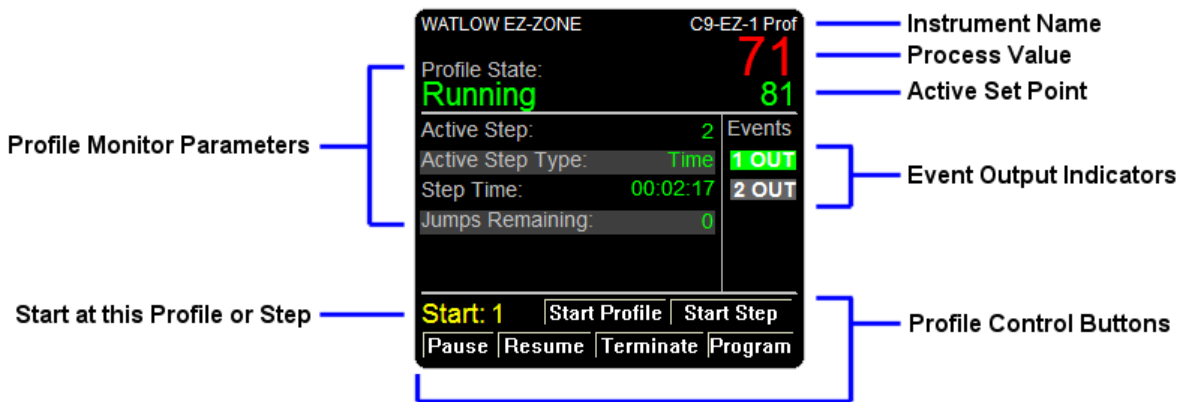 WATLOW EZ-ZONE C9-EZ-1 Prof
Instrument Name
71
Process Value
Profile State:
Running
81
Active Set Point
Profile Monitor Parameters
Active Step: 2
Events
Active Step Type: Time
1 OUT
Step Time: 00:02:17
2 OUT
Event Output Indicators
Jumps Remaining: 0
Start at this Profile or Step
Start: 1 Start Profile Start Step
Pause Resume Terminate Program
Profile Control Buttons